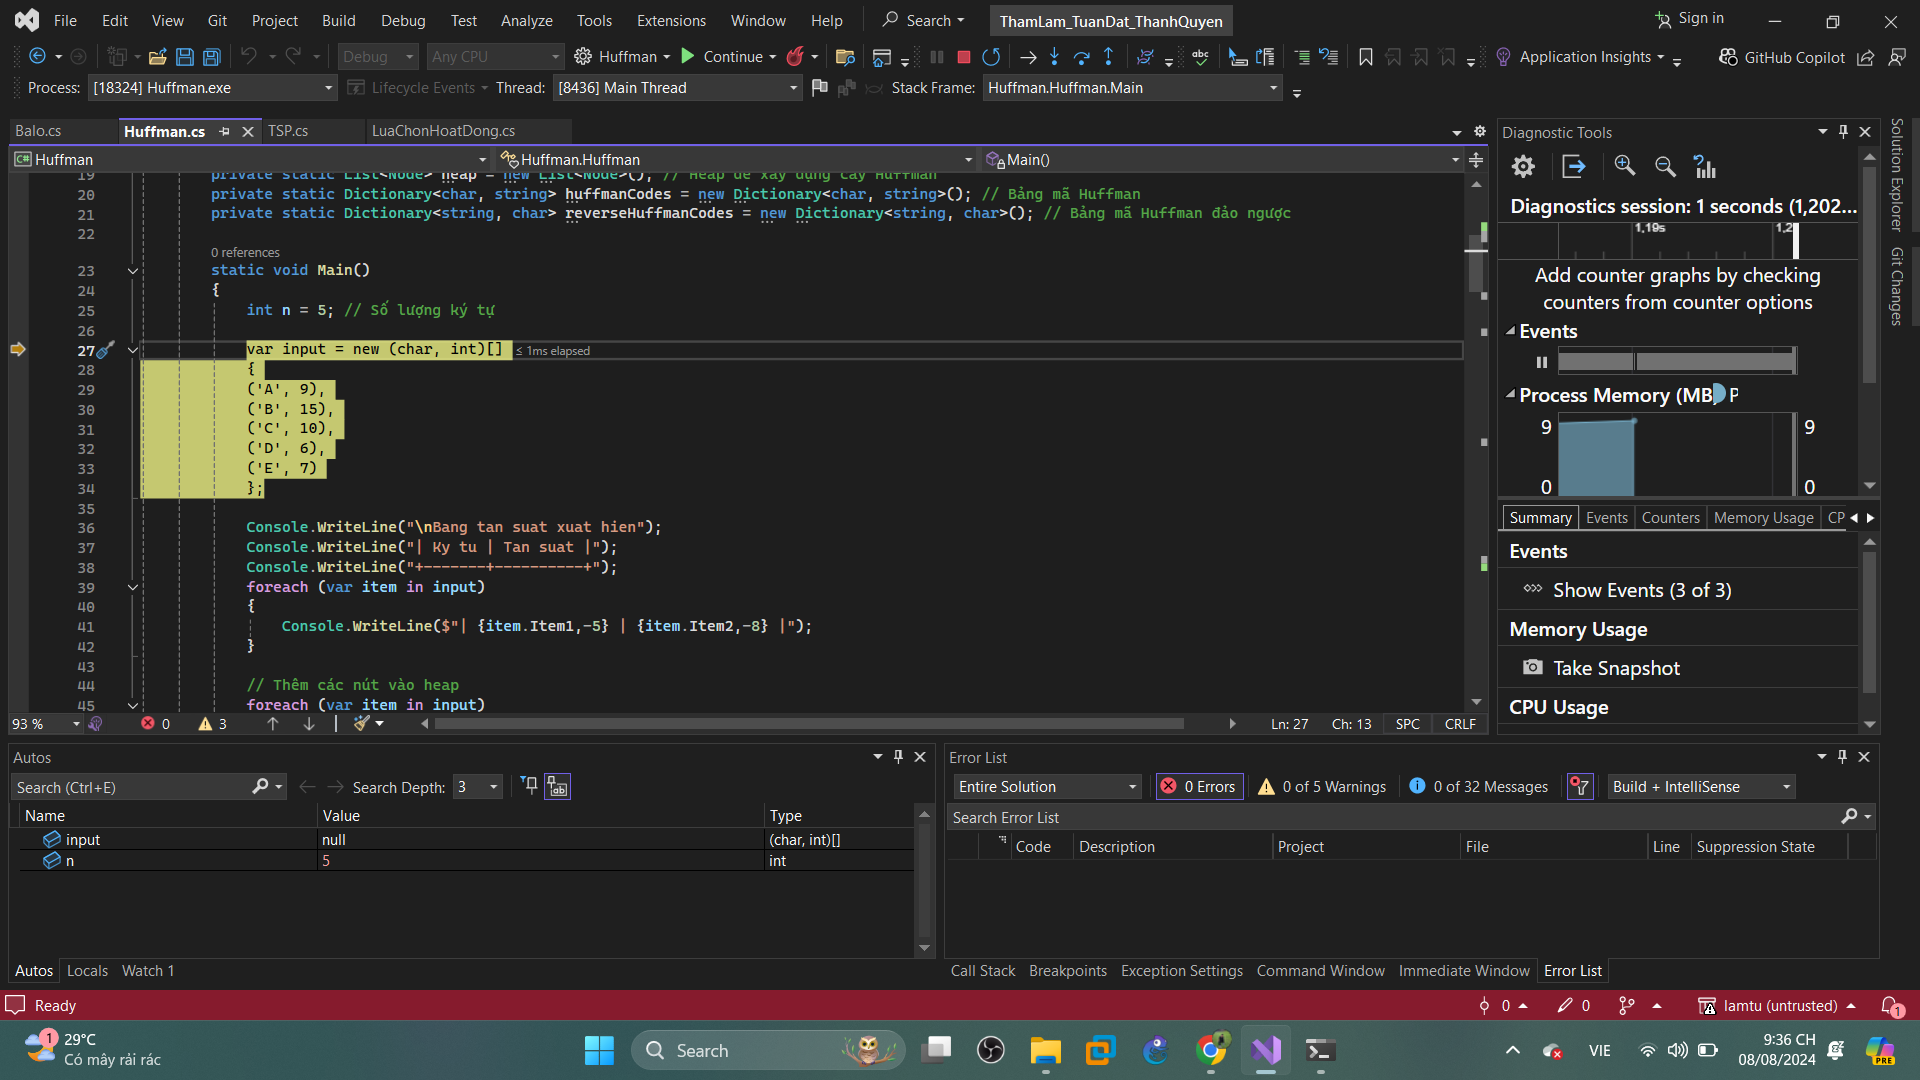 File Edit View Git Project Build Debug Test Analyze Tools Extensions Window Help Search ThamLam_TuanDat_ThanhQuyen Sign in
Debug Any CPU Huffman Continue Application Insights GitHub Copilot
Process: [18324] Huffman.exe Lifecycle Events Thread: [8436] Main Thread Stack Frame: Huffman.Huffman.Main
Balo.cs Huffman.cs TSP.cs LuaChonHoatDong.cs
Huffman Huffman.Huffman Main()
19 private static List<Node> heap = new List<Node>(); // Heap để xây dựng cây Huffman
20 private static Dictionary<char, string> huffmanCodes = new Dictionary<char, string>(); // Bảng mã Huffman
21 private static Dictionary<string, char> reverseHuffmanCodes = new Dictionary<string, char>(); // Bảng mã Huffman đảo ngược
22
0 references
23 static void Main()
24 {
25 int n = 5; // Số lượng ký tự
26
27 var input = new (char, int)[] ≤ 1ms elapsed
28 {
29 ('A', 9),
30 ('B', 15),
31 ('C', 10),
32 ('D', 6),
33 ('E', 7)
34 };
35
36 Console.WriteLine("\nBang tan suat xuat hien");
37 Console.WriteLine("| Ky tu | Tan suat |");
38 Console.WriteLine("+-------+----------+");
39 foreach (var item in input)
40 {
41 Console.WriteLine($"| {item.Item1,-5} | {item.Item2,-8} |");
42 }
43
44 // Thêm các nút vào heap
45 foreach (var item in input)
93 % 0 3 Ln: 27 Ch: 13 SPC CRLF
Diagnostic Tools
Diagnostics session: 1 seconds (1,202...
1,19s 1,2
Add counter graphs by checking
counters from counter options
Events
Process Memory (MB) P
9 9
0 0
Summary Events Counters Memory Usage CP
Events
Show Events (3 of 3)
Memory Usage
Take Snapshot
CPU Usage
Solution Explorer
Git Changes
Autos
Search (Ctrl+E) Search Depth: 3
Name Value Type
input null (char, int)[]
n 5 int
Autos Locals Watch 1
Error List
Entire Solution 0 Errors 0 of 5 Warnings 0 of 32 Messages Build + IntelliSense
Search Error List
Code Description Project File Line Suppression State
Call Stack Breakpoints Exception Settings Command Window Immediate Window Error List
Ready 0 0 lamtu (untrusted) 1
1 29°C
Có mây rải rác
Search
VIE
9:36 CH
08/08/2024
PRE